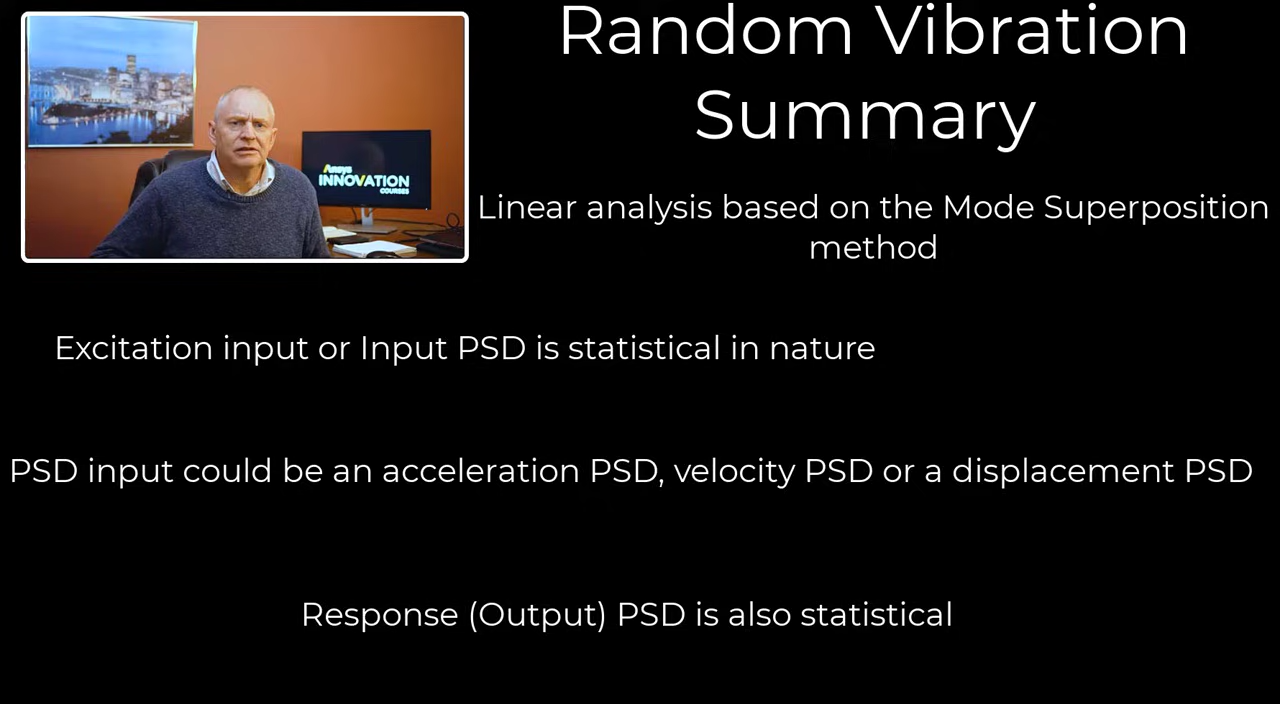 Random Vibration
Summary
Ansys
INNOVATION
COURSES
Linear analysis based on the Mode Superposition
method
Excitation input or Input PSD is statistical in nature
PSD input could be an acceleration PSD, velocity PSD or a displacement PSD
Response (Output) PSD is also statistical